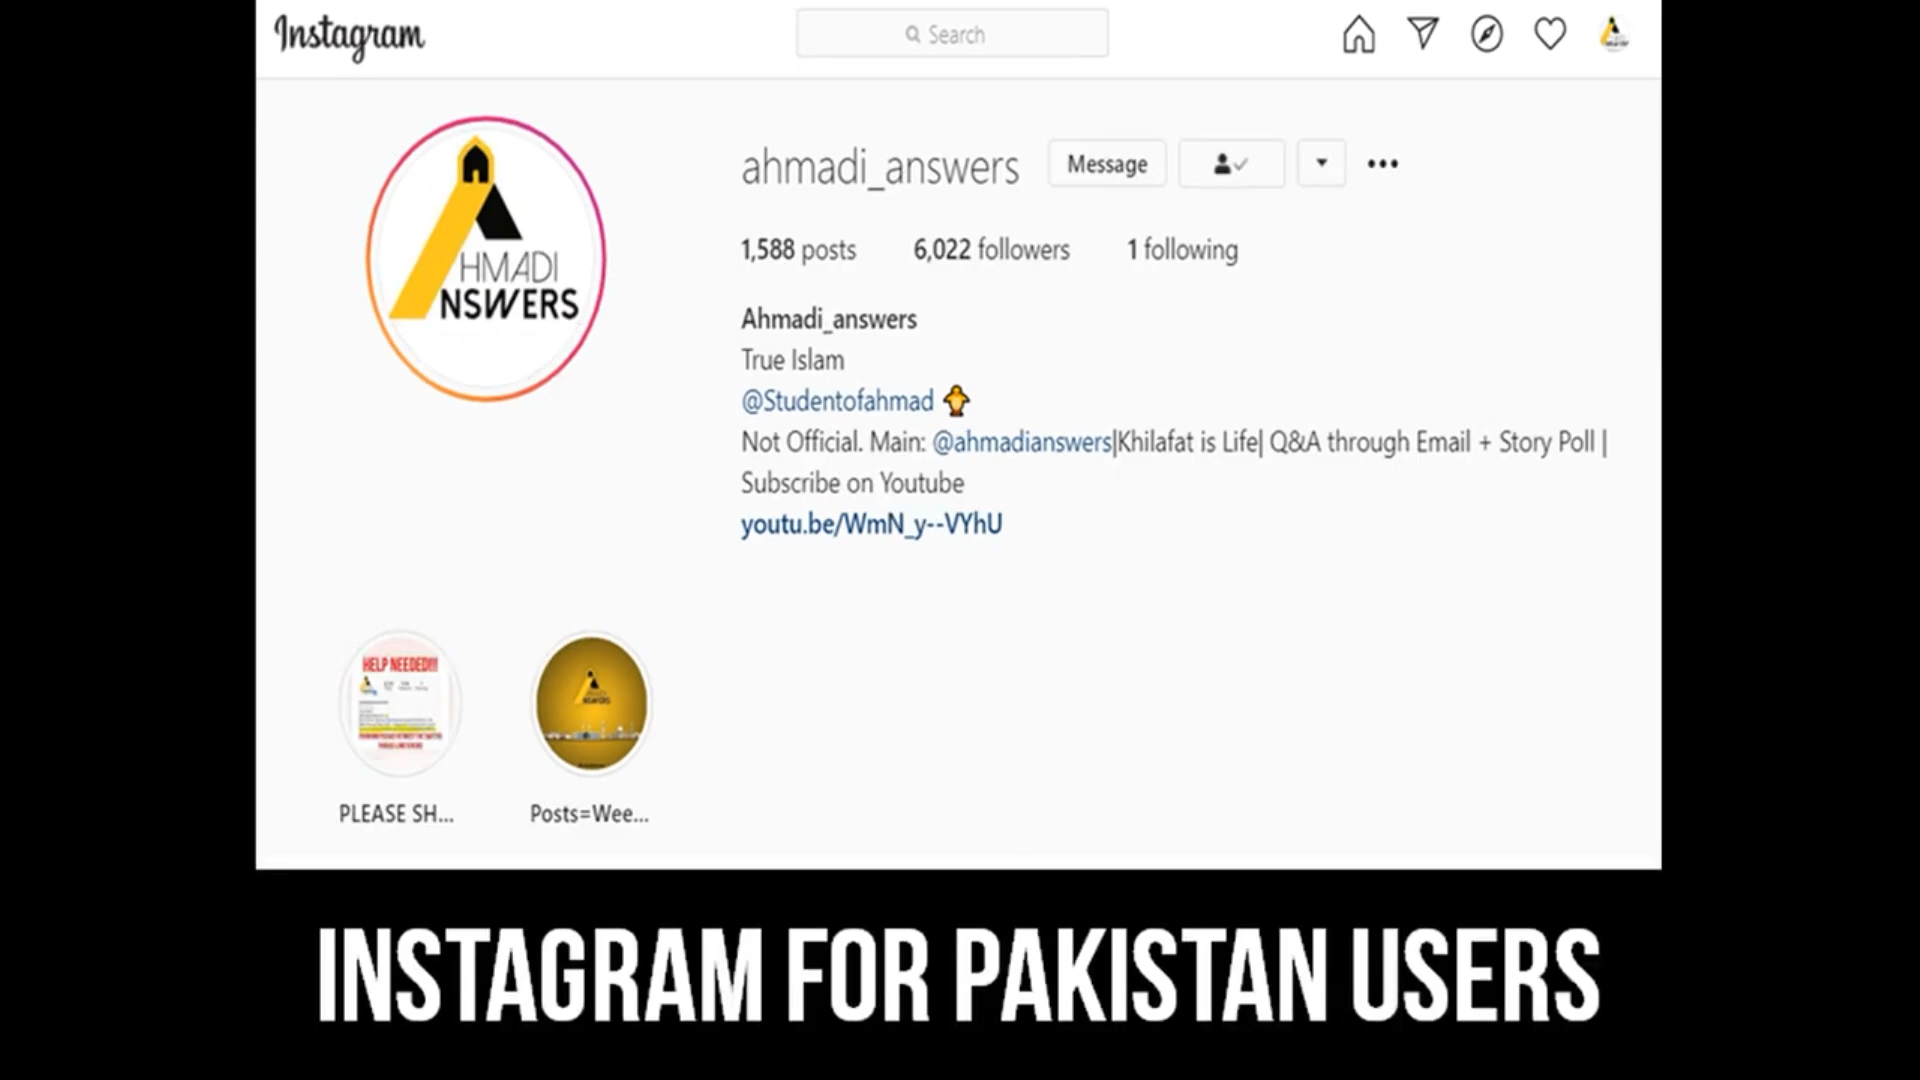 Instagram
Search
AHMADI
ANSWERS
ahmadi_answers Message
1,588 posts 6,022 followers 1 following
Ahmadi_answers
True Islam
@Studentofahmad
Not Official. Main: @ahmadianswers|Khilafat is Life| Q&A through Email + Story Poll |
Subscribe on Youtube
youtu.be/WmN_y--VYhU
HELP NEEDED!!!
PLEASE SH... Posts=Wee...
INSTAGRAM FOR PAKISTAN USERS